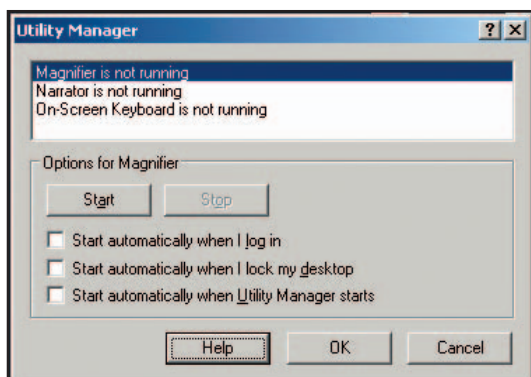 Utility Manager
Magnifier is not running
Narrator is not running
On-Screen Keyboard is not running
Options for Magnifier
Start Stop
Start automatically when I log in
Start automatically when I lock my desktop
Start automatically when Utility Manager starts
Help OK Cancel